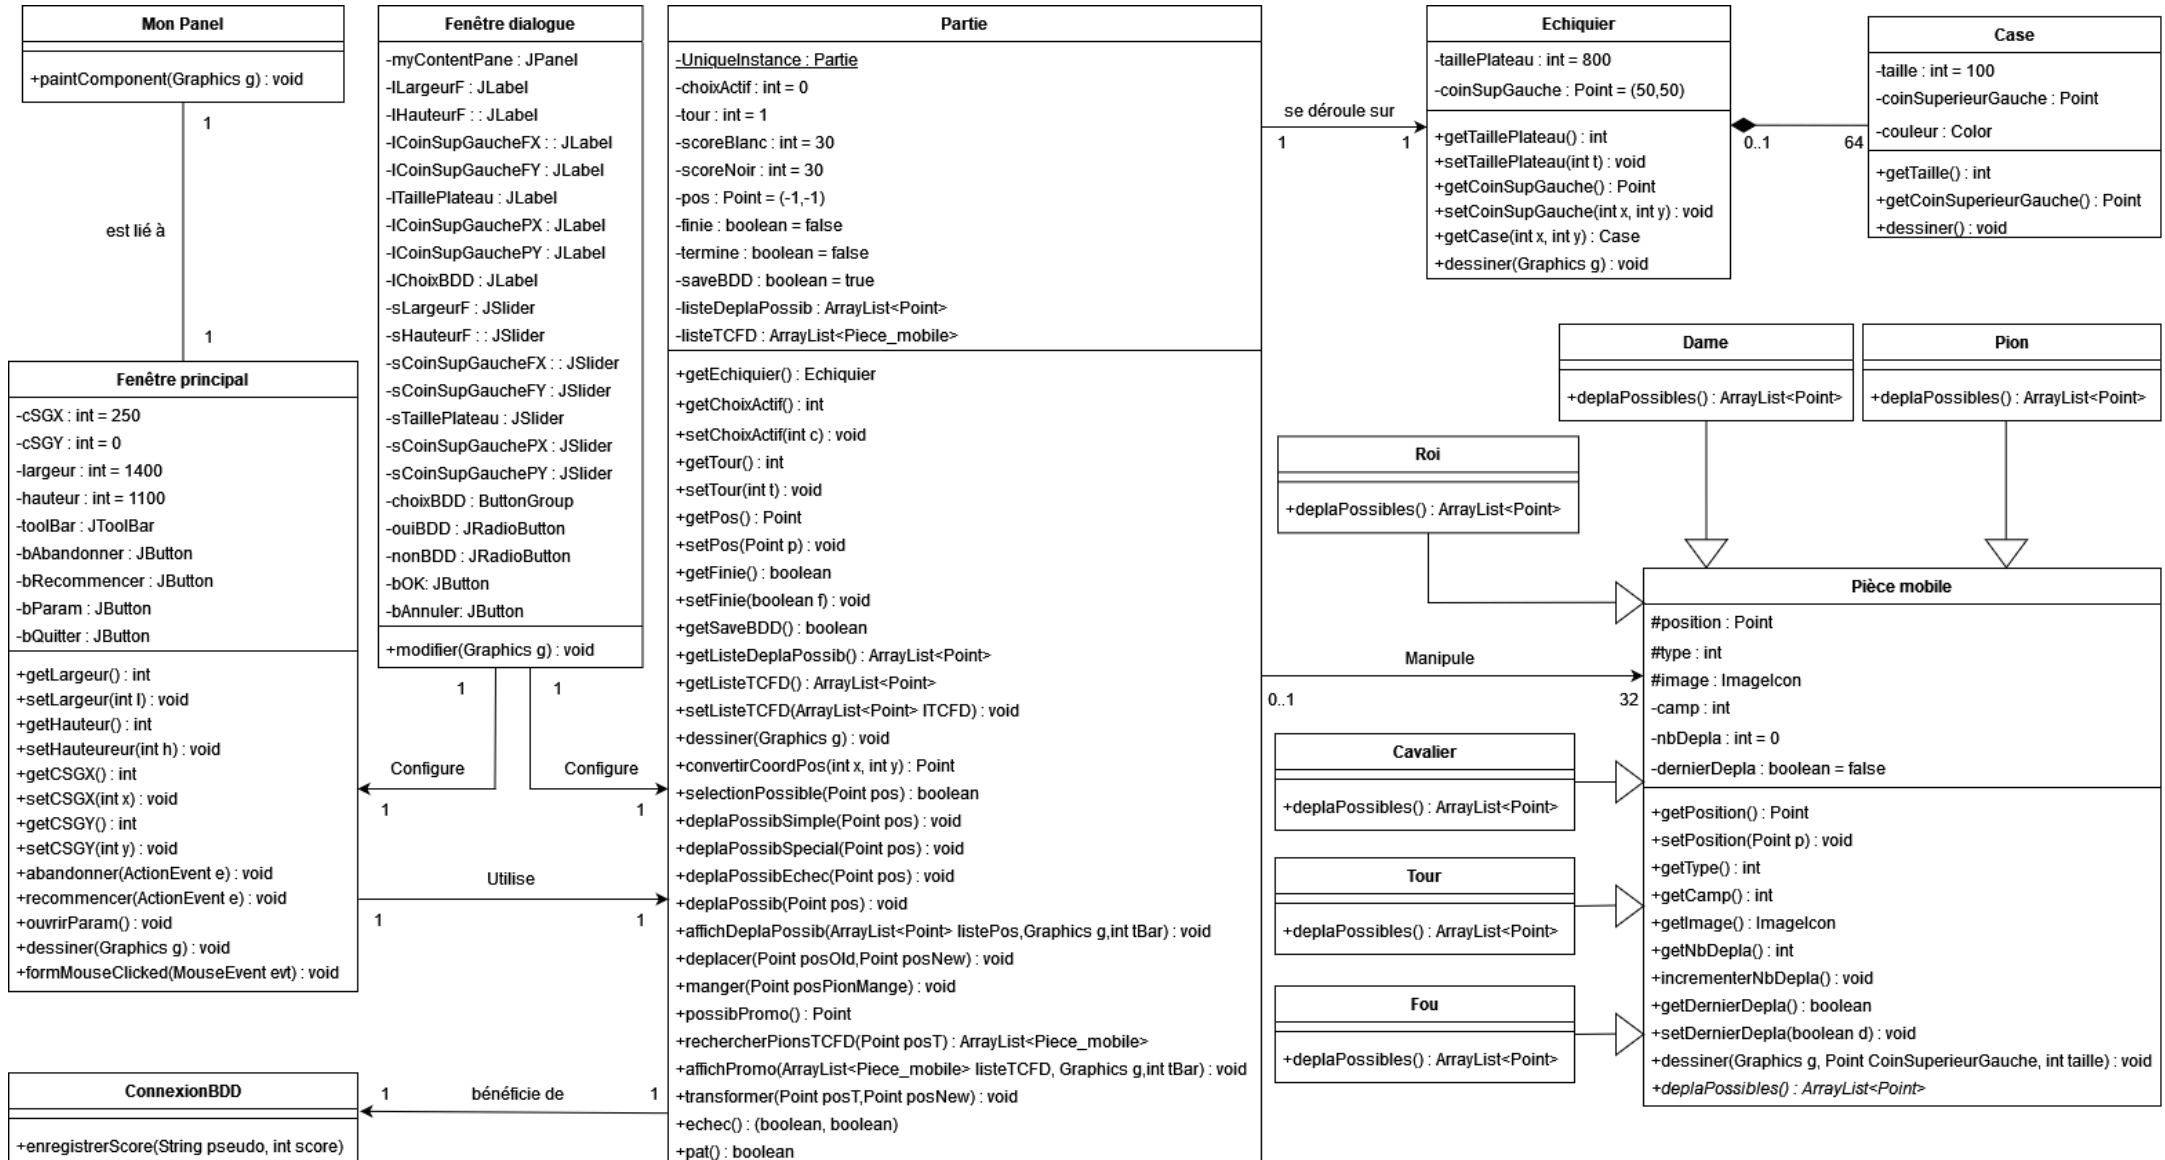 Mon Panel
+paintComponent(Graphics g) : void
1
est lié à
1
Fenêtre principal
-cSGX : int = 250
-cSGY : int = 0
-largeur : int = 1400
-hauteur : int = 1100
-toolBar : JToolBar
-bAbandonner : JButton
-bRecommencer : JButton
-bParam : JButton
-bQuitter : JButton
+getLargeur() : int
+setLargeur(int l) : void
+getHauteur() : int
+setHauteureur(int h) : void
+getCSGX() : int
+setCSGX(int x) : void
+getCSGY() : int
+setCSGY(int y) : void
+abandonner(ActionEvent e) : void
+recommencer(ActionEvent e) : void
+ouvrirParam() : void
+dessiner(Graphics g) : void
+formMouseClicked(MouseEvent evt) : void
ConnexionBDD
+enregistrerScore(String pseudo, int score)
Fenêtre dialogue
-myContentPane : JPanel
-lLargeurF : JLabel
-lHauteurF : : JLabel
-lCoinSupGaucheFX : : JLabel
-lCoinSupGaucheFY : JLabel
-lTaillePlateau : JLabel
-lCoinSupGauchePX : JLabel
-lCoinSupGauchePY : JLabel
-lChoixBDD : JLabel
-sLargeurF : JSlider
-sHauteurF : : JSlider
-sCoinSupGaucheFX : : JSlider
-sCoinSupGaucheFY : JSlider
-sTaillePlateau : JSlider
-sCoinSupGauchePX : JSlider
-sCoinSupGauchePY : JSlider
-choixBDD : ButtonGroup
-ouiBDD : JRadioButton
-nonBDD : JRadioButton
-bOK: JButton
-bAnnuler: JButton
+modifier(Graphics g) : void
1 1
Configure Configure
1 1
Utilise
1 1
1 bénéficie de 1
Partie
-UniqueInstance : Partie
-choixActif : int = 0
-tour : int = 1
-scoreBlanc : int = 30
-scoreNoir : int = 30
-pos : Point = (-1,-1)
-finie : boolean = false
-termine : boolean = false
-saveBDD : boolean = true
-listeDeplaPossib : ArrayList<Point>
-listeTCFD : ArrayList<Piece_mobile>
+getEchiquier() : Echiquier
+getChoixActif() : int
+setChoixActif(int c) : void
+getTour() : int
+setTour(int t) : void
+getPos() : Point
+setPos(Point p) : void
+getFinie() : boolean
+setFinie(boolean f) : void
+getSaveBDD() : boolean
+getListeDeplaPossib() : ArrayList<Point>
+getListeTCFD() : ArrayList<Point>
+setListeTCFD(ArrayList<Point> lTCFD) : void
+dessiner(Graphics g) : void
+convertirCoordPos(int x, int y) : Point
+selectionPossible(Point pos) : boolean
+deplaPossibSimple(Point pos) : void
+deplaPossibSpecial(Point pos) : void
+deplaPossibEchec(Point pos) : void
+deplaPossib(Point pos) : void
+affichDeplaPossib(ArrayList<Point> listePos,Graphics g,int tBar) : void
+deplacer(Point posOld,Point posNew) : void
+manger(Point posPionMange) : void
+possibPromo() : Point
+rechercherPionsTCFD(Point posT) : ArrayList<Piece_mobile>
+affichPromo(ArrayList<Piece_mobile> listeTCFD, Graphics g,int tBar) : void
+transformer(Point posT,Point posNew) : void
+echec() : (boolean, boolean)
+pat() : boolean
se déroule sur
1 1
Echiquier
-taillePlateau : int = 800
-coinSupGauche : Point = (50,50)
+getTaillePlateau() : int
+setTaillePlateau(int t) : void
+getCoinSupGauche() : Point
+setCoinSupGauche(int x, int y) : void
+getCase(int x, int y) : Case
+dessiner(Graphics g) : void
0..1 64
Case
-taille : int = 100
-coinSuperieurGauche : Point
-couleur : Color
+getTaille() : int
+getCoinSuperieurGauche() : Point
+dessiner() : void
Dame
+deplaPossibles() : ArrayList<Point>
Pion
+deplaPossibles() : ArrayList<Point>
Roi
+deplaPossibles() : ArrayList<Point>
Manipule
0..1 32
Cavalier
+deplaPossibles() : ArrayList<Point>
Tour
+deplaPossibles() : ArrayList<Point>
Fou
+deplaPossibles() : ArrayList<Point>
Pièce mobile
#position : Point
#type : int
#image : ImageIcon
-camp : int
-nbDepla : int = 0
-dernierDepla : boolean = false
+getPosition() : Point
+setPosition(Point p) : void
+getType() : int
+getCamp() : int
+getImage() : ImageIcon
+getNbDepla() : int
+incrementerNbDepla() : void
+getDernierDepla() : boolean
+setDernierDepla(boolean d) : void
+dessiner(Graphics g, Point CoinSuperieurGauche, int taille) : void
+deplaPossibles() : ArrayList<Point>